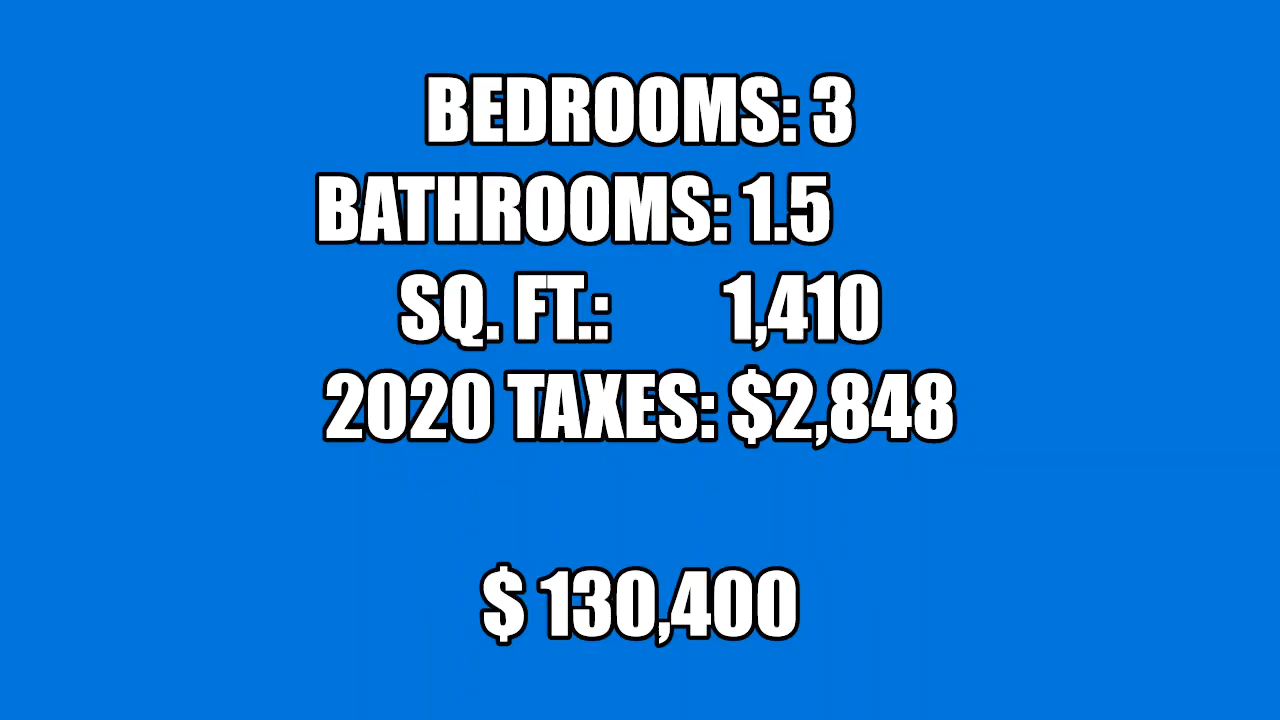 BEDROOMS: 3
BATHROOMS: 1.5
SQ. FT.: 1,410
2020 TAXES: $2,848
$ 130,400